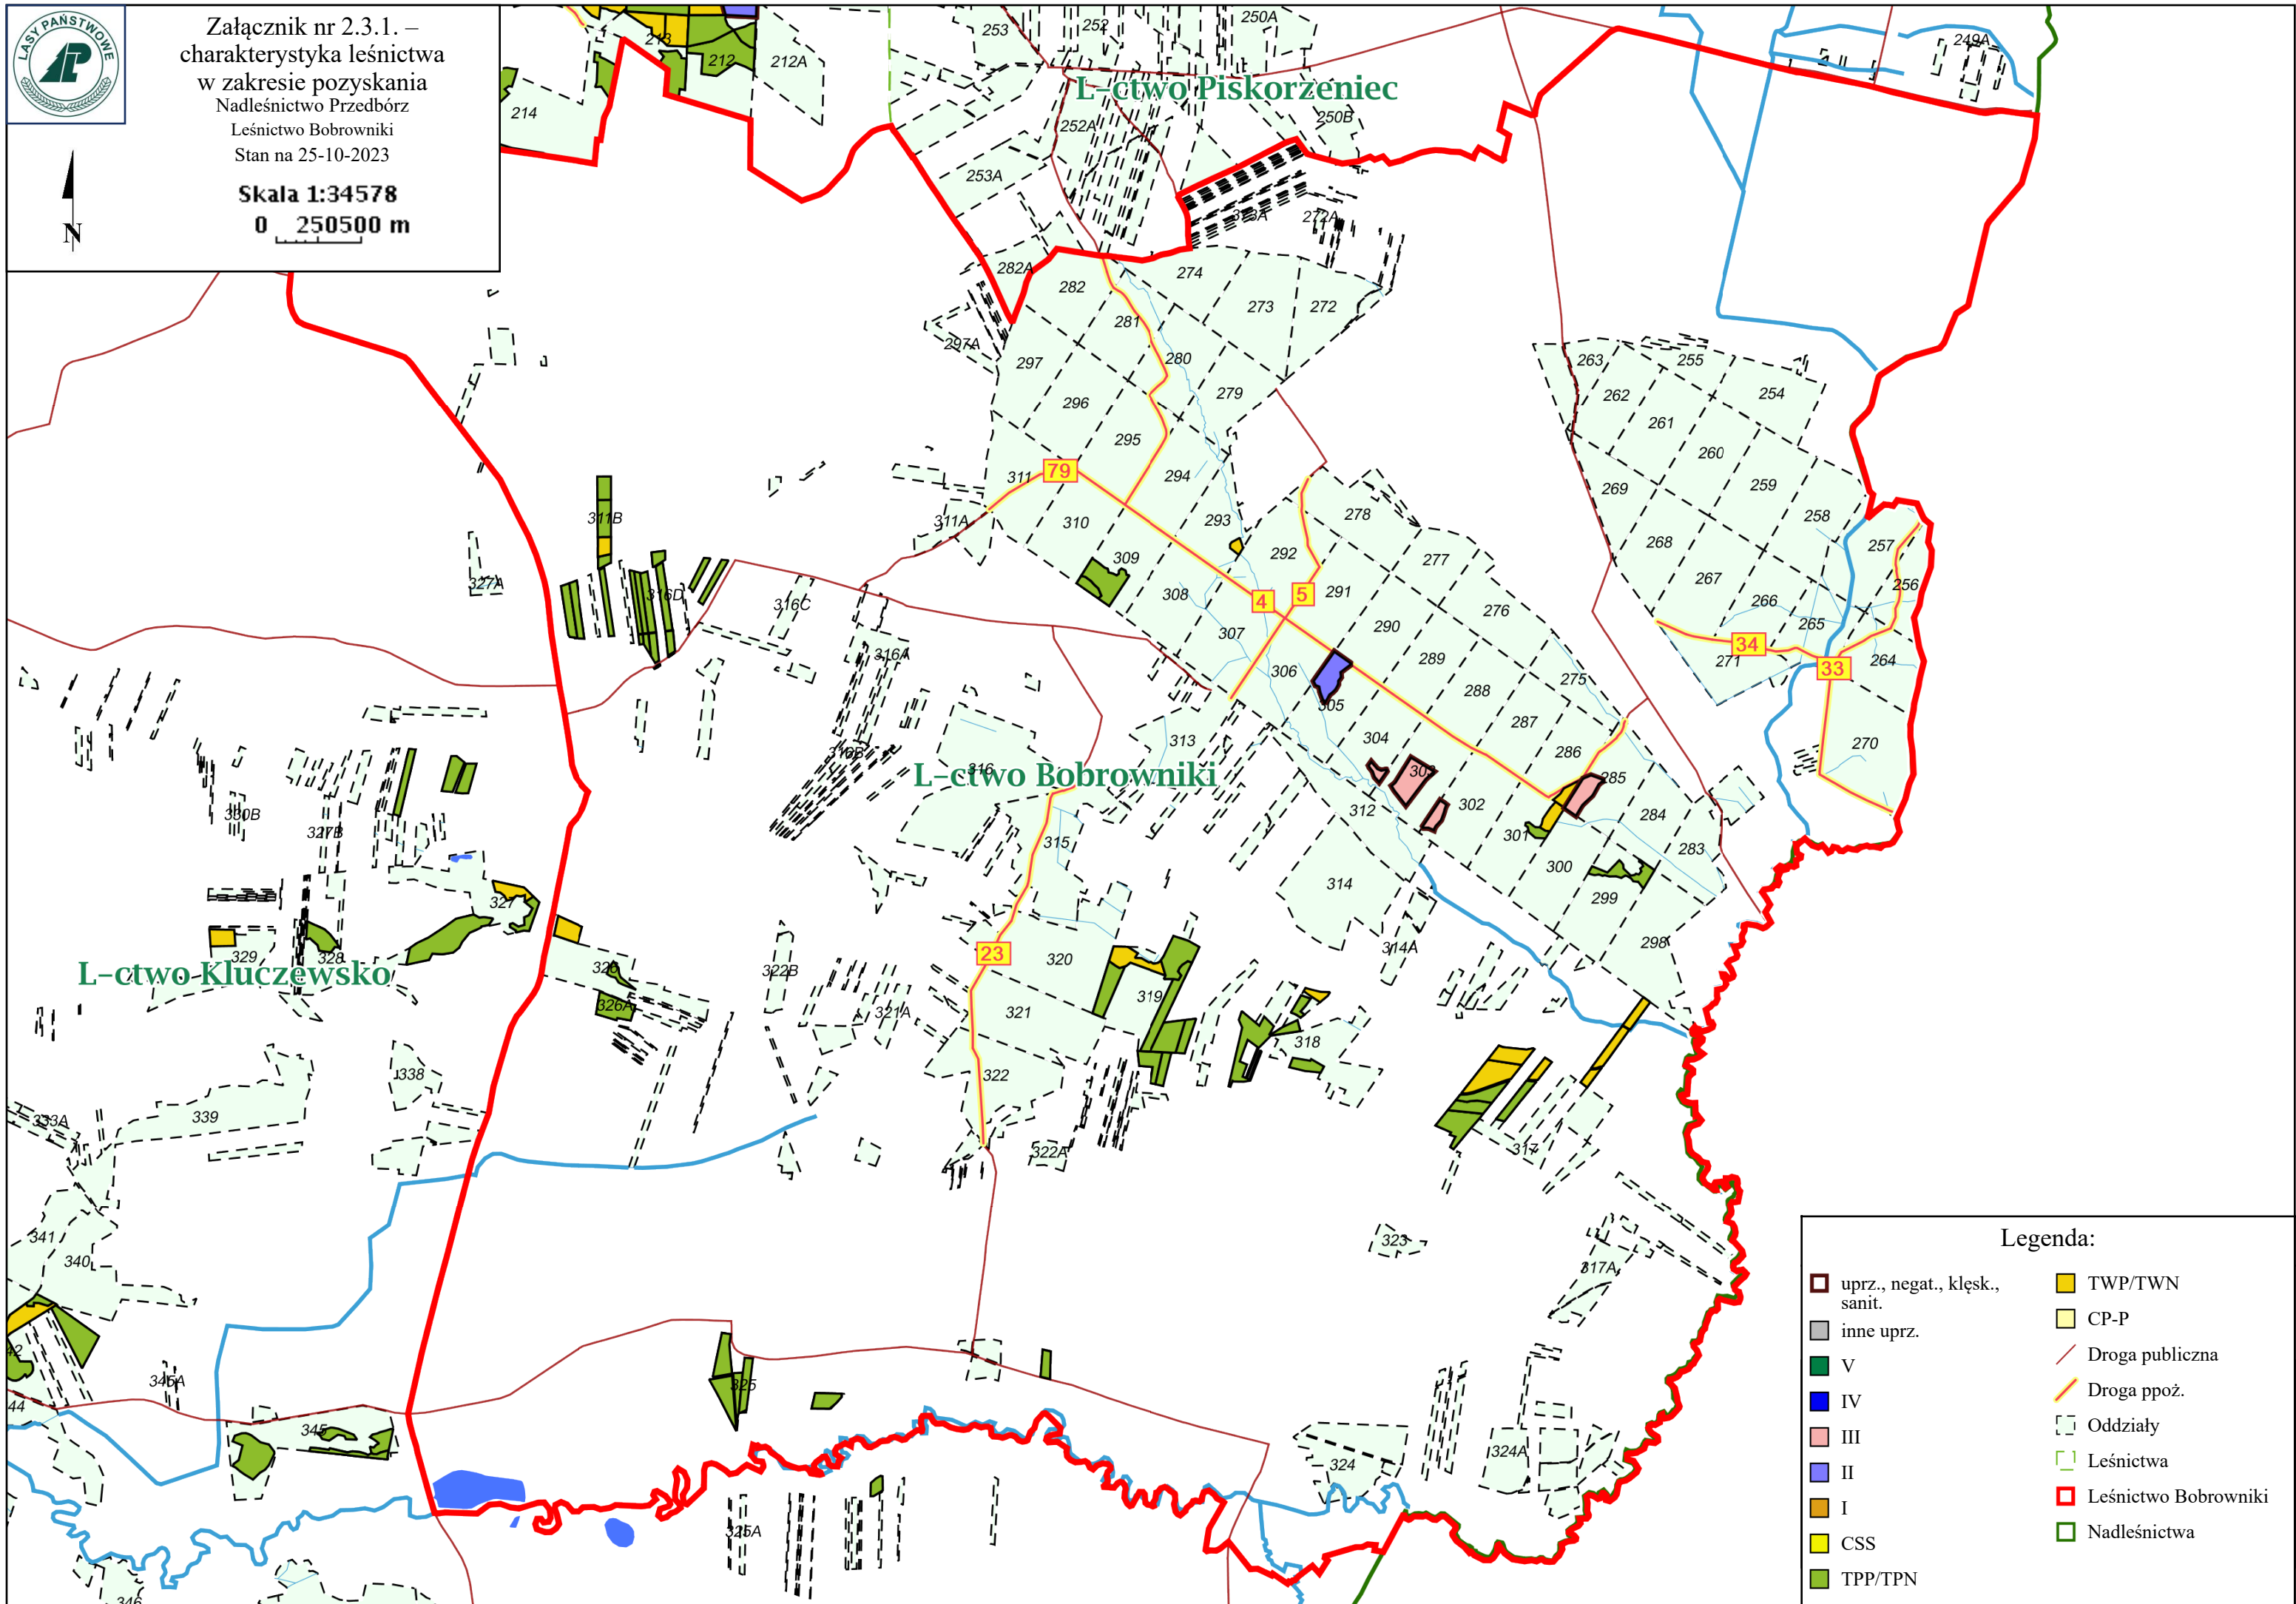 LASY PAŃSTWOWE
Załącznik nr 2.3.1. –
charakterystyka leśnictwa
w zakresie pozyskania
Nadleśnictwo Przedbórz
Leśnictwo Bobrowniki
Stan na 25-10-2023
Skala 1:34578
0 250500 m
N
213
212
212A
214
253
252
250A
249A
L-ctwo Piskorzeniec
252A
250B
253A
272A
282A
282
274
273
272
281
297A
297
280
279
296
295
294
311
79
310
293
311A
311B
309
308
292
278
277
291
4
5
307
290
276
289
275
306
305
288
287
304
286
303
302
285
284
301
283
300
299
298
312
314
314A
313
263
255
262
254
261
260
269
259
258
268
257
267
256
266
265
34
271
33
264
270
327A
316D
316C
316A
316B
316
L-ctwo Bobrowniki
315
330B
327B
327
329
328
L-ctwo Kluczewsko
326
326A
322B
321A
23
320
319
321
318
322
322A
317
338
339
333A
341
340
323
317A
42
345A
44
345
325
325A
324
324A
346
Legenda:
uprz., negat., klęsk.,
sanit.
inne uprz.
V
IV
III
II
I
CSS
TPP/TPN
TWP/TWN
CP-P
Droga publiczna
Droga ppoż.
Oddziały
Leśnictwa
Leśnictwo Bobrowniki
Nadleśnictwa